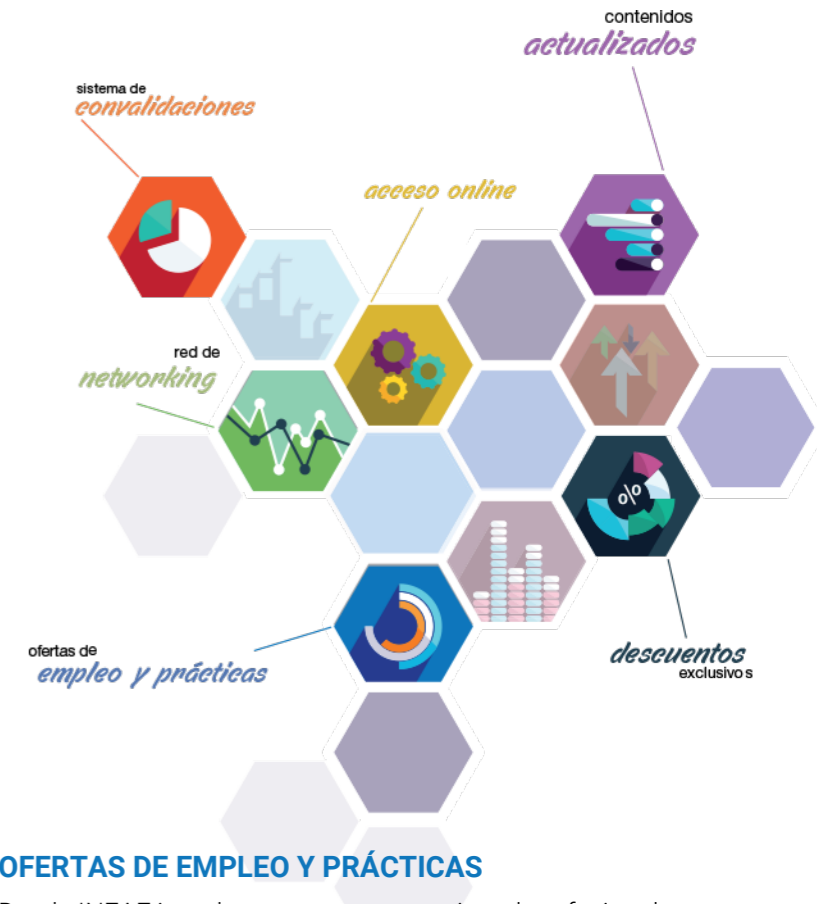 contenidos
actualizados
sistema de
convalidaciones
acceso online
red de
networking
%
ofertas de
empleo y prácticas
descuentos
exclusivos
OFERTAS DE EMPLEO Y PRÁCTICAS